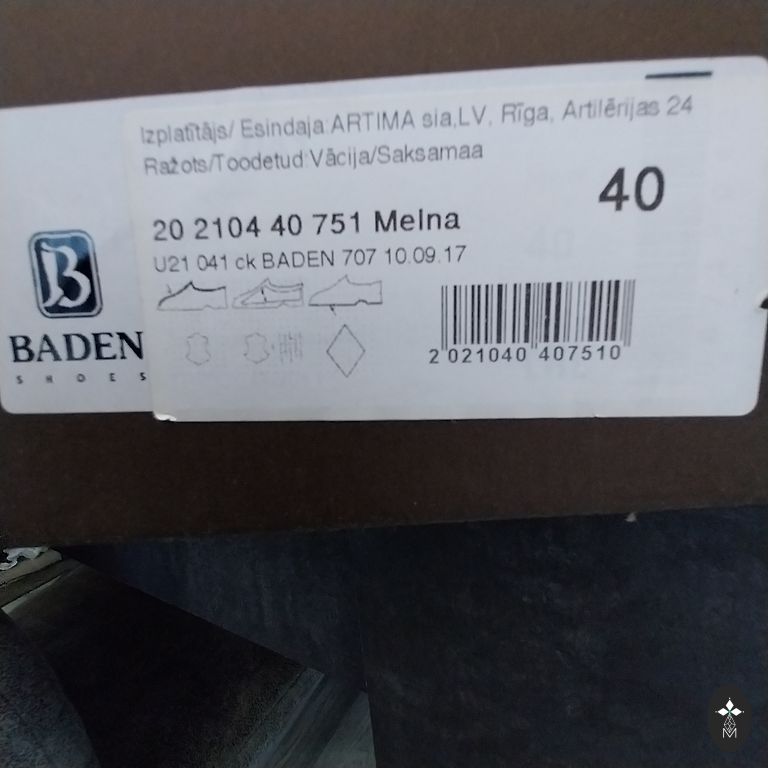 Izplatītājs/ Esindaja:ARTIMA sia,LV, Rīga, Artilērijas 24
Ražots/Toodetud:Vācija/Saksamaa
40
20 2104 40 751 Melna
U21 041 ck BADEN 707 10.09.17
B
BADEN
SHOES
2 021040 407510
M